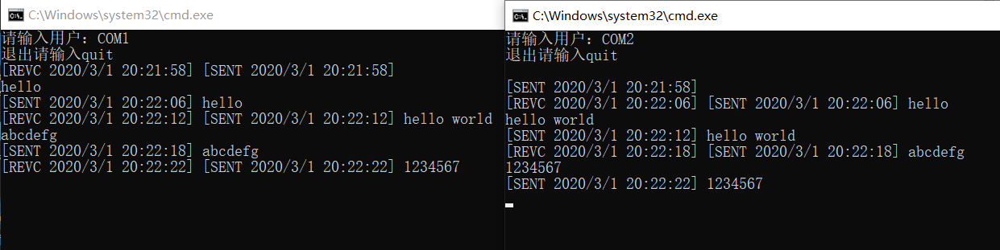 C:\Windows\system32\cmd.exe
请输入用户：COM1
退出请输入quit
[REVC 2020/3/1 20:21:58] [SENT 2020/3/1 20:21:58]
hello
[SENT 2020/3/1 20:22:06] hello
[REVC 2020/3/1 20:22:12] [SENT 2020/3/1 20:22:12] hello world
abcdefg
[SENT 2020/3/1 20:22:18] abcdefg
[REVC 2020/3/1 20:22:22] [SENT 2020/3/1 20:22:22] 1234567
C:\Windows\system32\cmd.exe
请输入用户：COM2
退出请输入quit
[SENT 2020/3/1 20:21:58]
[REVC 2020/3/1 20:22:06] [SENT 2020/3/1 20:22:06] hello
hello world
[SENT 2020/3/1 20:22:12] hello world
[REVC 2020/3/1 20:22:18] [SENT 2020/3/1 20:22:18] abcdefg
1234567
[SENT 2020/3/1 20:22:22] 1234567